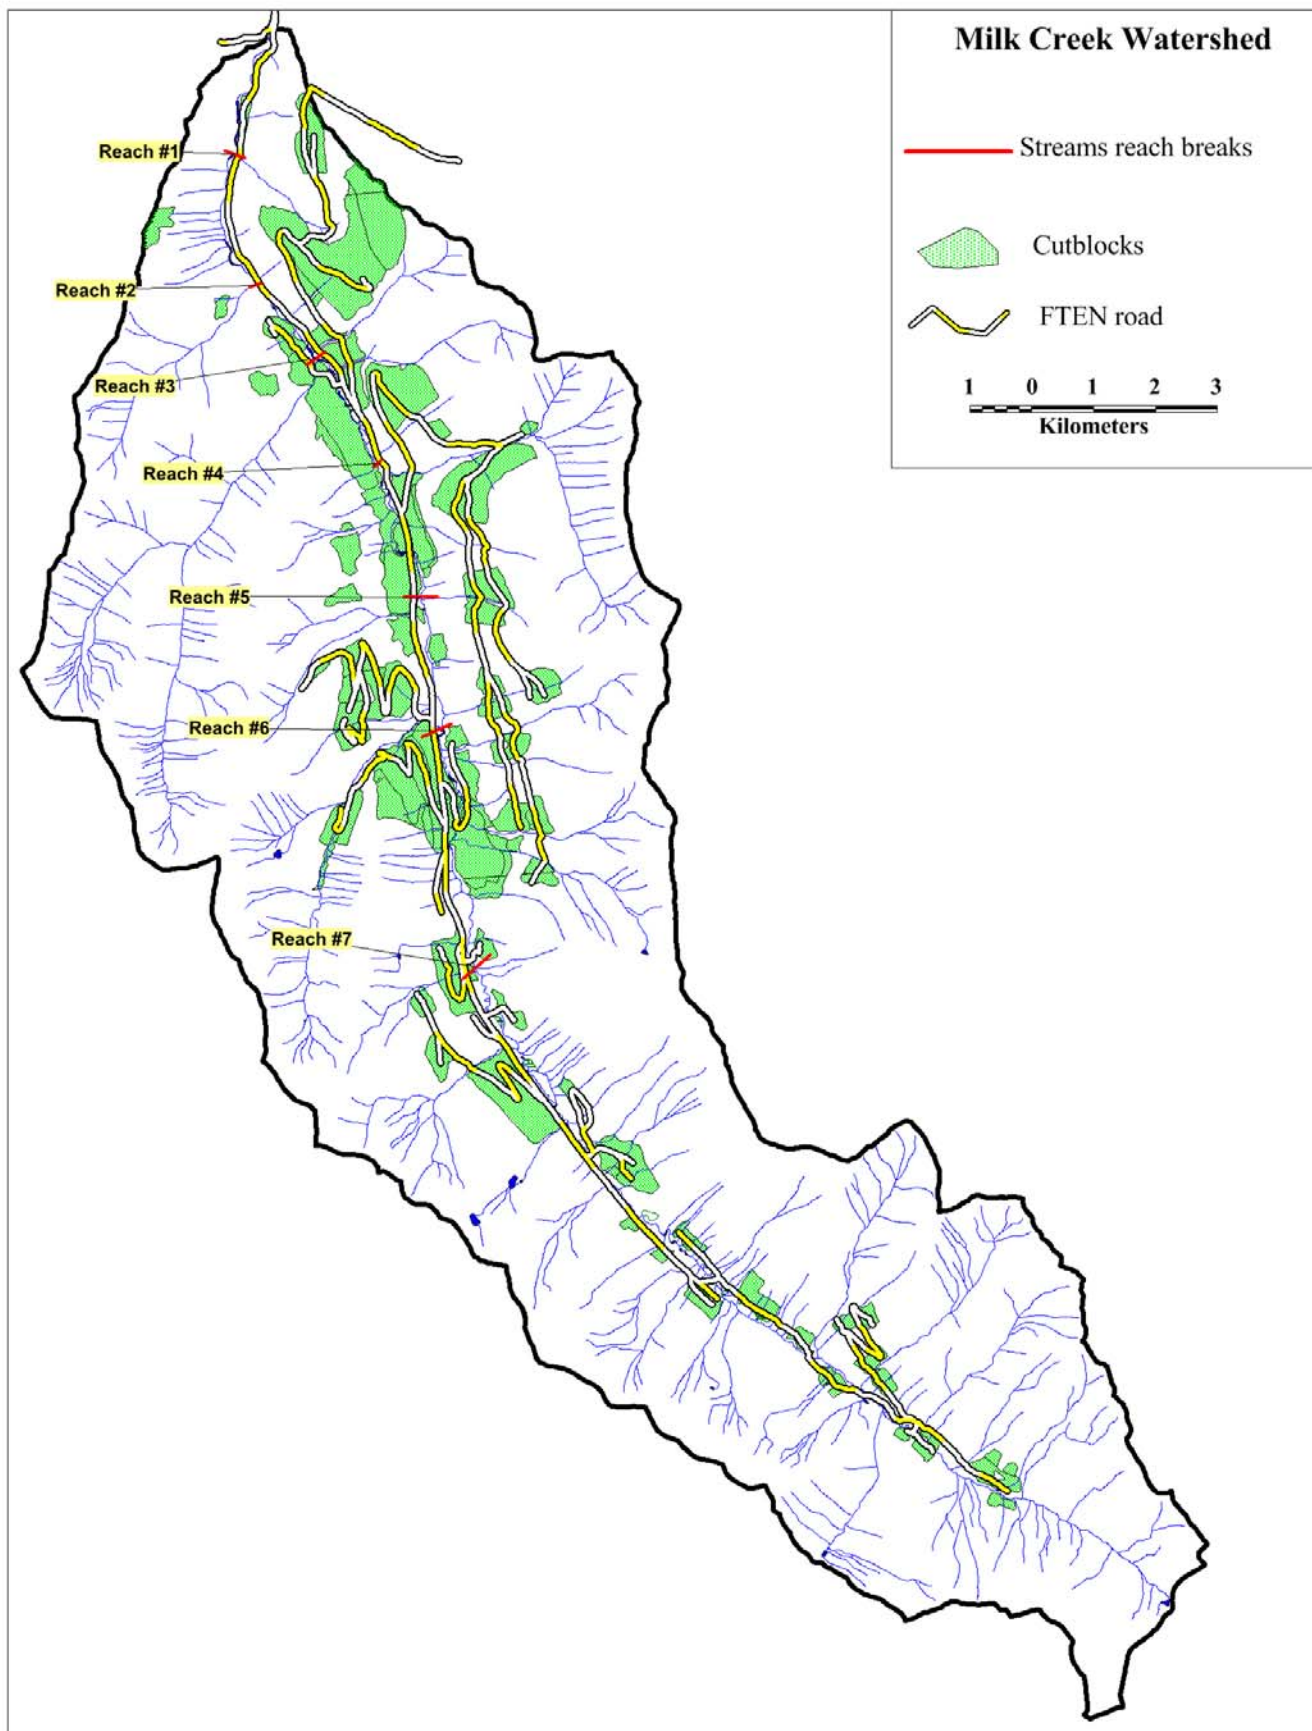 Milk Creek Watershed
Streams reach breaks
Cutblocks
FTEN road
1 0 1 2 3
Kilometers
Reach #1
Reach #2
Reach #3
Reach #4
Reach #5
Reach #6
Reach #7